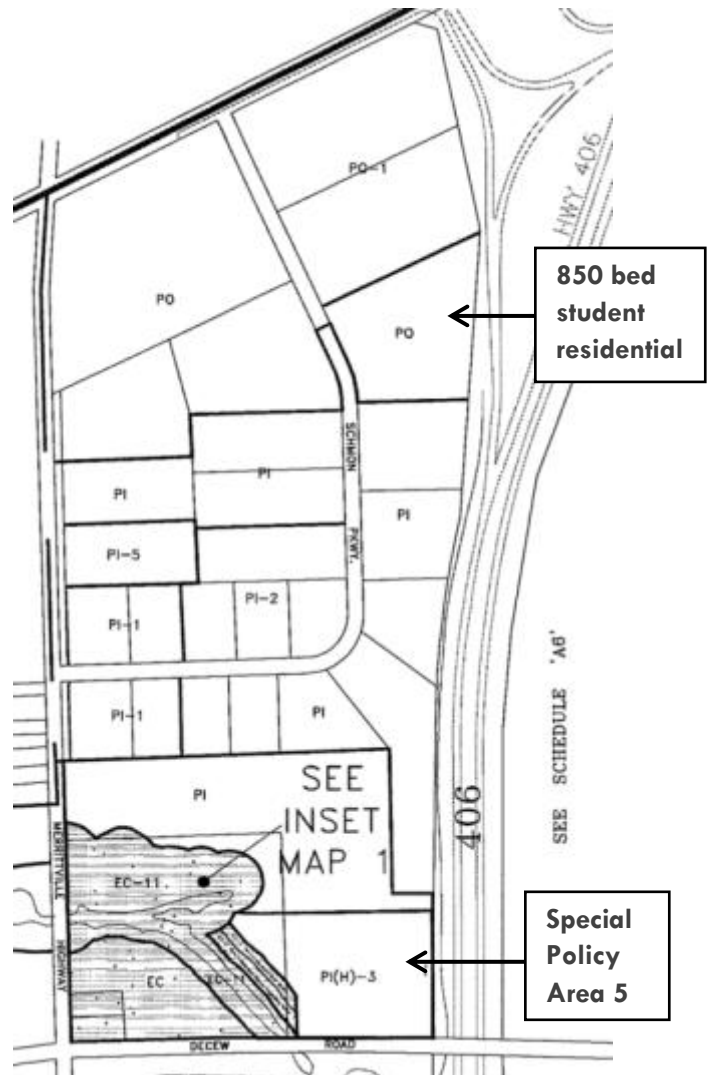 PO-1
HWY 406
850 bed
student
residential
PO
PO
SCHMON
PKWY.
PI
PI
PI
PI-5
PI-2
PI-1
PI-1
PI
SEE SCHEDULE 'A6'
SEE
INSET
MAP 1
PI
406
MERRITTVILLE
HIGHWAY
EC-11
EC
EC-11
PI(H)-3
Special
Policy
Area 5
DECEW ROAD